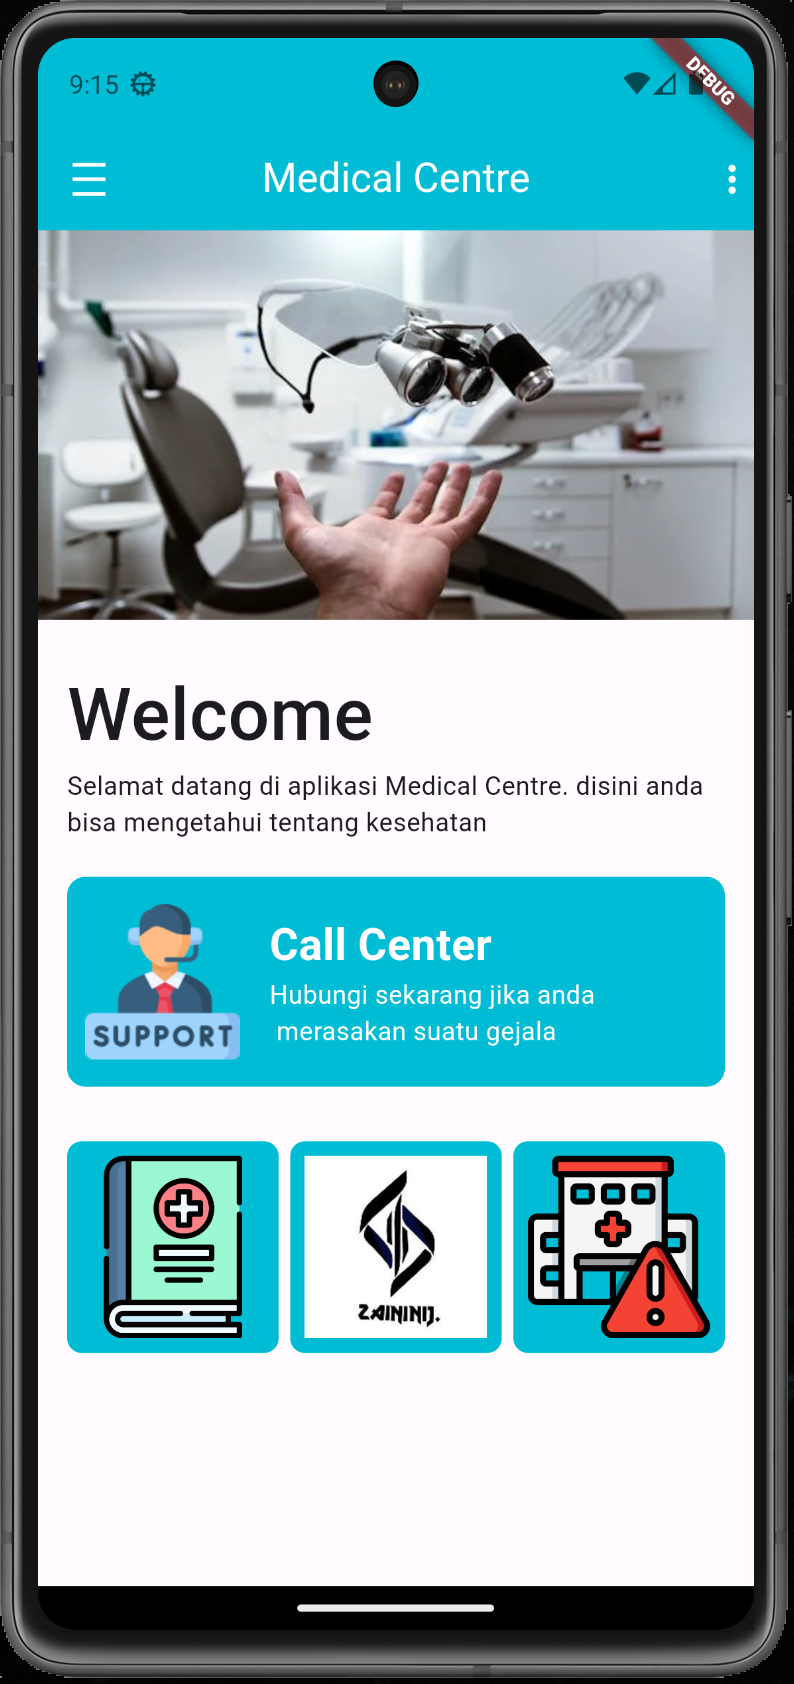 9:15
DEBUG
Medical Centre
Welcome
Selamat datang di aplikasi Medical Centre. disini anda
bisa mengetahui tentang kesehatan
Call Center
Hubungi sekarang jika anda
merasakan suatu gejala
SUPPORT
ZAININIJ.